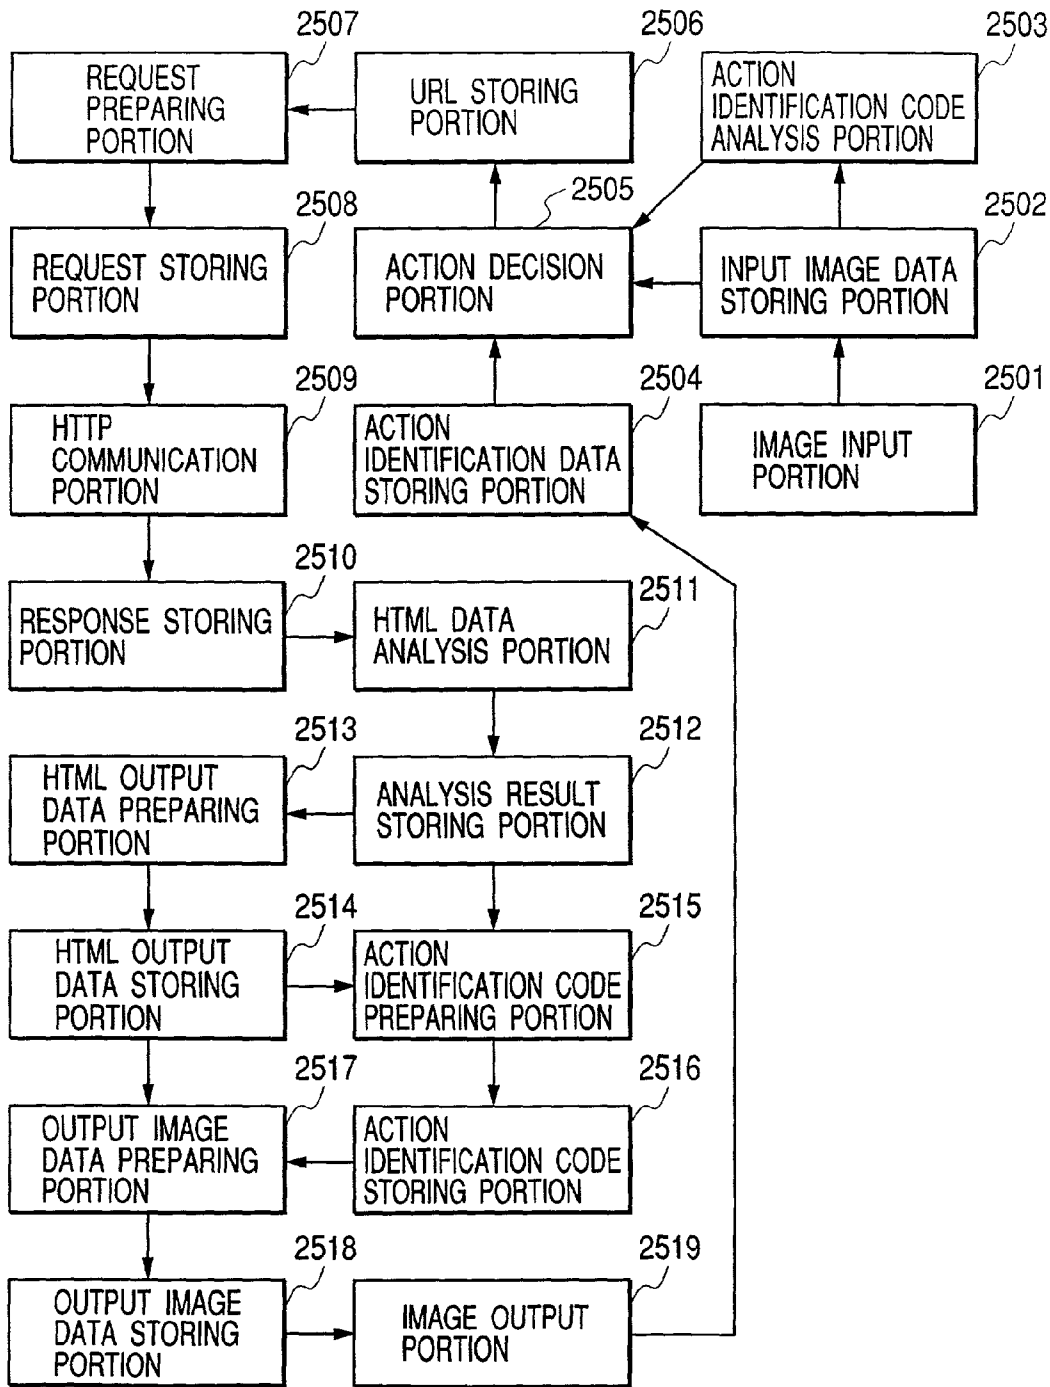 2507
REQUEST
PREPARING
PORTION
2506
URL STORING
PORTION
2503
ACTION
IDENTIFICATION CODE
ANALYSIS PORTION
2508
REQUEST STORING
PORTION
2505
ACTION DECISION
PORTION
2502
INPUT IMAGE DATA
STORING PORTION
2509
HTTP
COMMUNICATION
PORTION
2504
ACTION
IDENTIFICATION DATA
STORING PORTION
2501
IMAGE INPUT
PORTION
2510
RESPONSE STORING
PORTION
2511
HTML DATA
ANALYSIS PORTION
2513
HTML OUTPUT
DATA PREPARING
PORTION
2512
ANALYSIS RESULT
STORING PORTION
2514
HTML OUTPUT
DATA STORING
PORTION
2515
ACTION
IDENTIFICATION CODE
PREPARING PORTION
2517
OUTPUT IMAGE
DATA PREPARING
PORTION
2516
ACTION
IDENTIFICATION CODE
STORING PORTION
2518
OUTPUT IMAGE
DATA STORING
PORTION
2519
IMAGE OUTPUT
PORTION